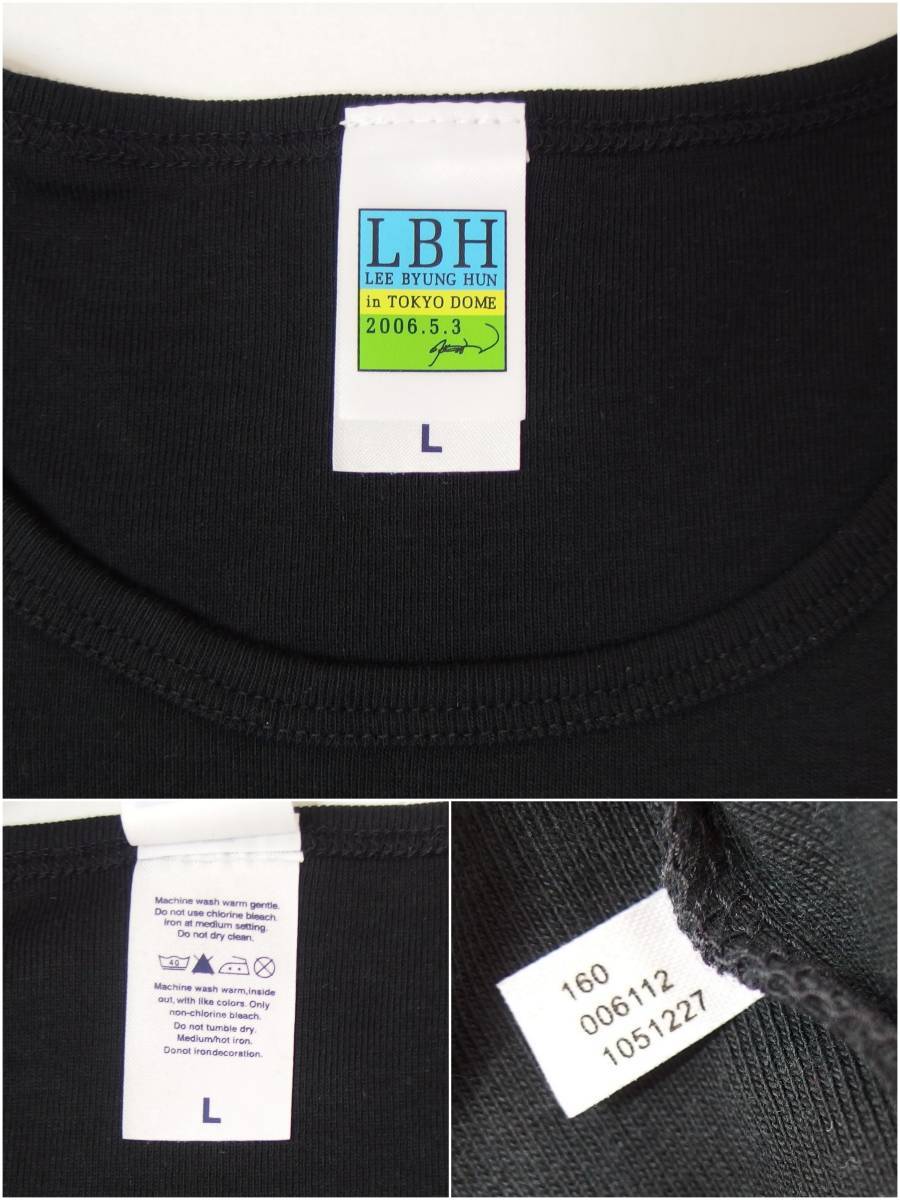 LBH
LEE BYUNG HUN
in TOKYO DOME
2006.5.3
L
Machine wash warm gentle.
Do not use chlorine bleach.
Iron at medium setting.
Do not dry clean.
40
Machine wash warm,inside
out, with like colors. Only
non-chlorine bleach.
Do not tumble dry.
Medium/hot iron.
Donot irondecoration.
L
160
006112
1051227